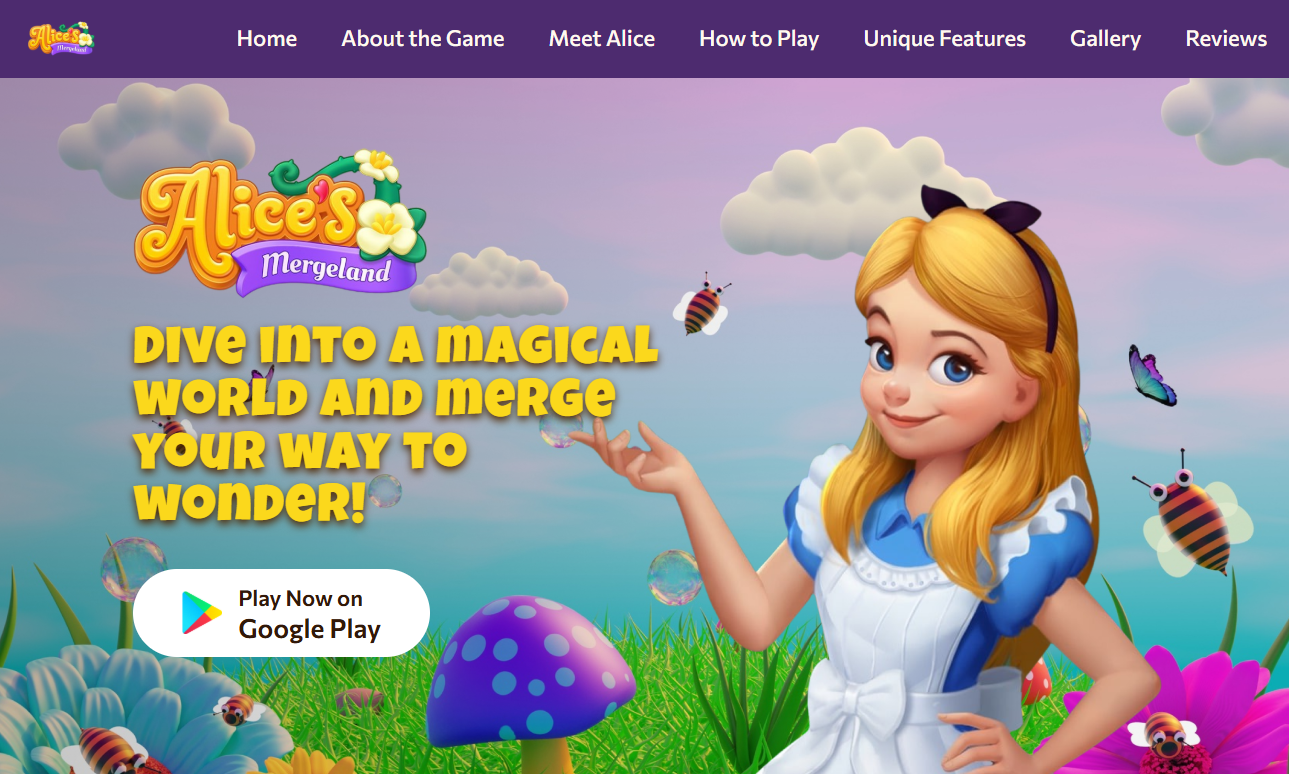 Alice's
Mergeland
Home About the Game Meet Alice How to Play Unique Features Gallery Reviews
Alice's
Mergeland
DIVE INTO A MAGICAL
WORLD AND MERGE
YOUR WAY TO
WONDER!
Play Now on
Google Play